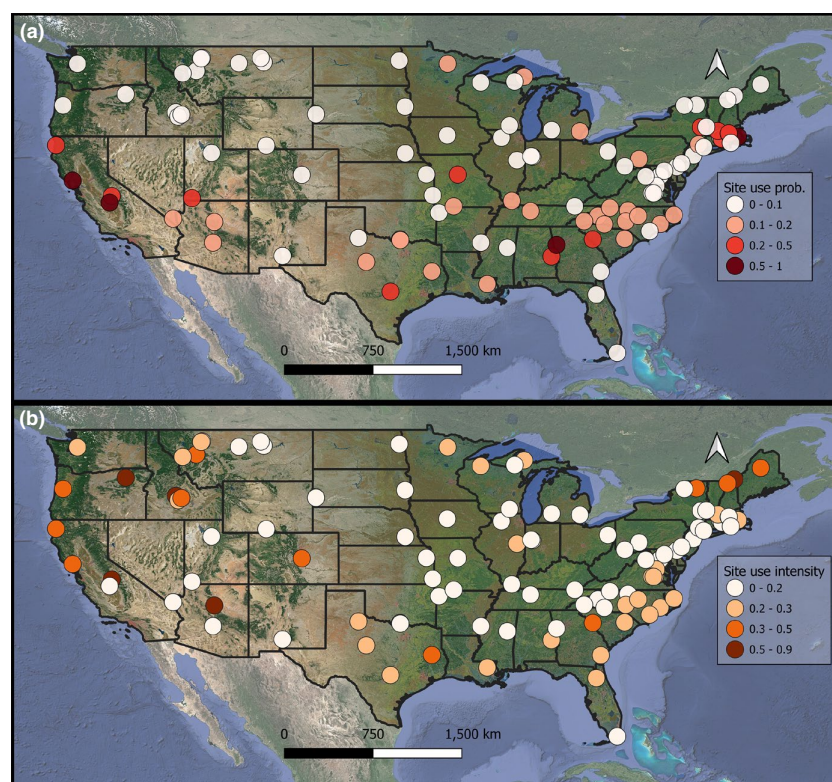 (a)
Site use prob.
0 - 0.1
0.1 - 0.2
0.2 - 0.5
0.5 - 1
0 750 1,500 km
(b)
Site use intensity
0 - 0.2
0.2 - 0.3
0.3 - 0.5
0.5 - 0.9
0 750 1,500 km